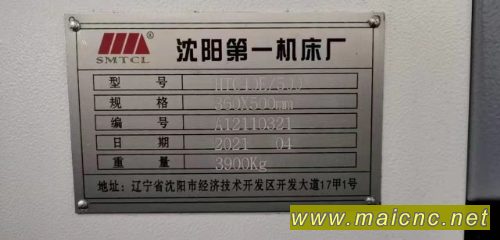 SMTCL
沈阳第一机床厂
型 号
规 格 350X500mm
编 号 A12110321
日 期 2021 04
重 量 3900Kg
地址:辽宁省沈阳市经济技术开发区开发大道17甲1号
www.maicnc.net